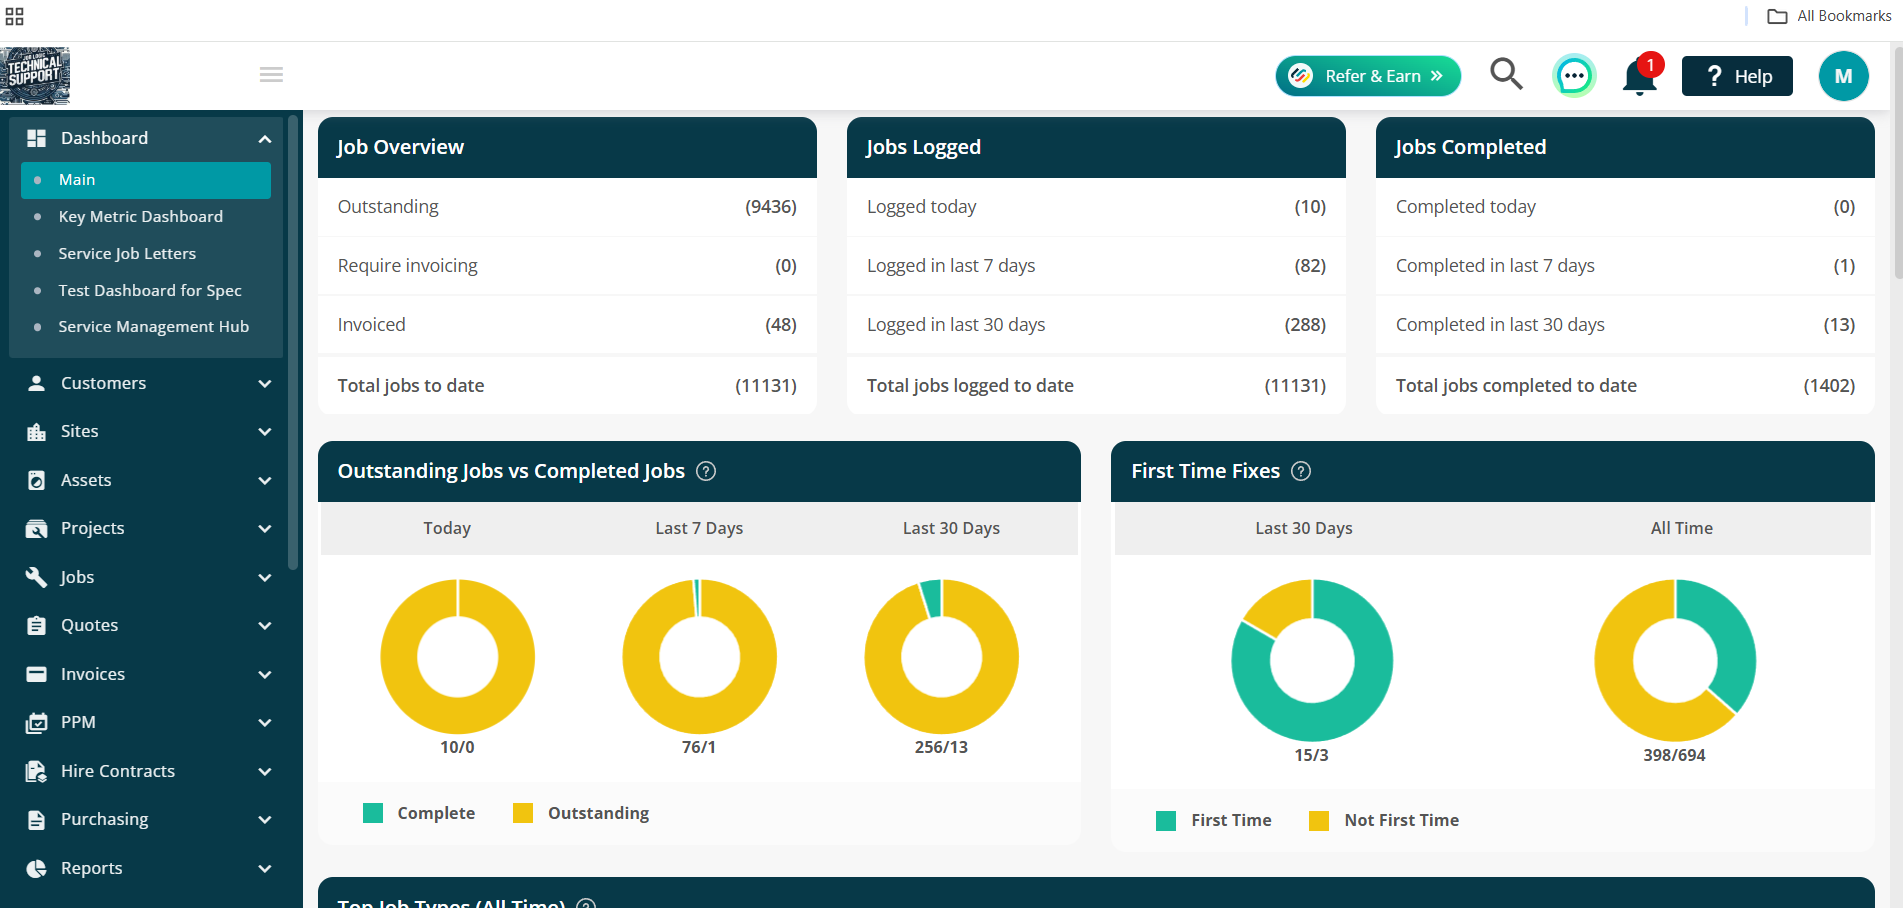 All Bookmarks
TECHNICAL
SUPPORT
Refer & Earn »
1
? Help
M
Dashboard
Main
Key Metric Dashboard
Service Job Letters
Test Dashboard for Spec
Service Management Hub
Customers
Sites
Assets
Projects
Jobs
Quotes
Invoices
PPM
Hire Contracts
Purchasing
Reports
Job Overview
Outstanding (9436)
Require invoicing (0)
Invoiced (48)
Total jobs to date (11131)
Jobs Logged
Logged today (10)
Logged in last 7 days (82)
Logged in last 30 days (288)
Total jobs logged to date (11131)
Jobs Completed
Completed today (0)
Completed in last 7 days (1)
Completed in last 30 days (13)
Total jobs completed to date (1402)
Outstanding Jobs vs Completed Jobs ?
Today Last 7 Days Last 30 Days
10/0 76/1 256/13
Complete Outstanding
First Time Fixes ?
Last 30 Days All Time
15/3 398/694
First Time Not First Time
Top Job Types (All Time) ?